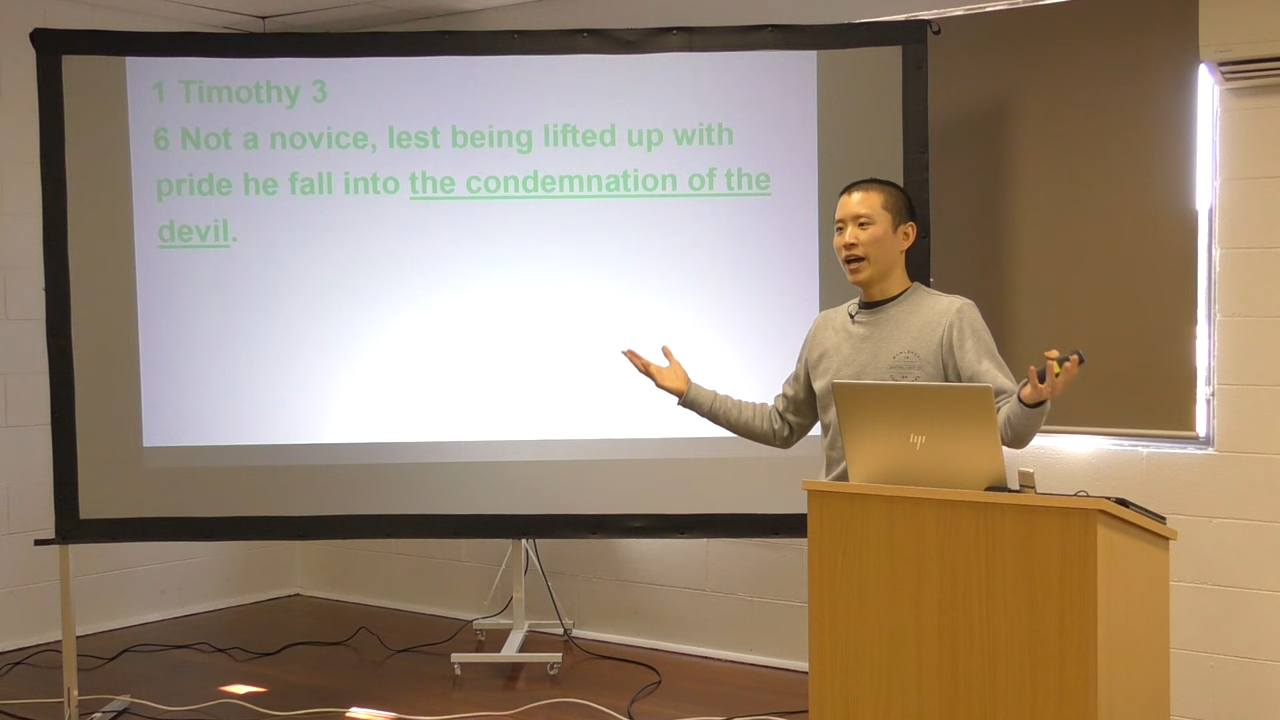 1 Timothy 3
6 Not a novice, lest being lifted up with
pride he fall into the condemnation of the
devil.
hp